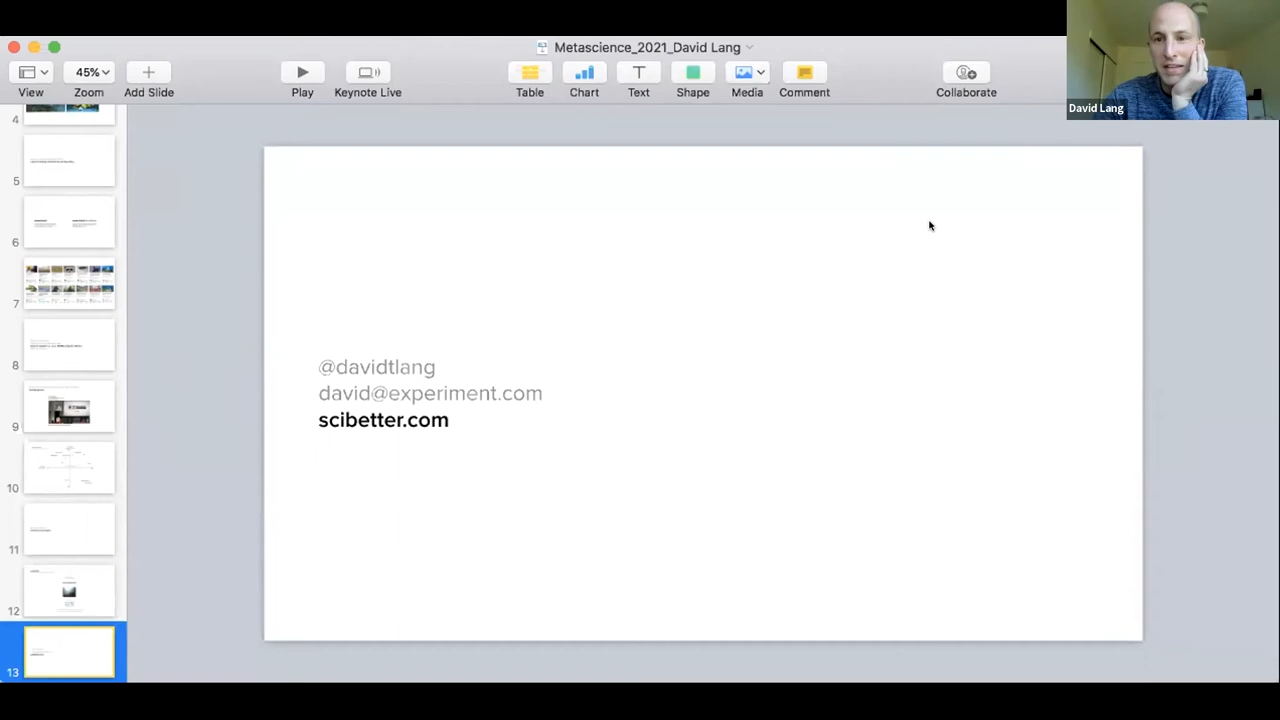 Metascience_2021_David Lang
45%
View
Zoom
Add Slide
Play
Keynote Live
Table
Chart
Text
Shape
Media
Comment
Collaborate
David Lang
4
5
6
7
8
9
10
11
12
13
@davidtlang
david@experiment.com
scibetter.com